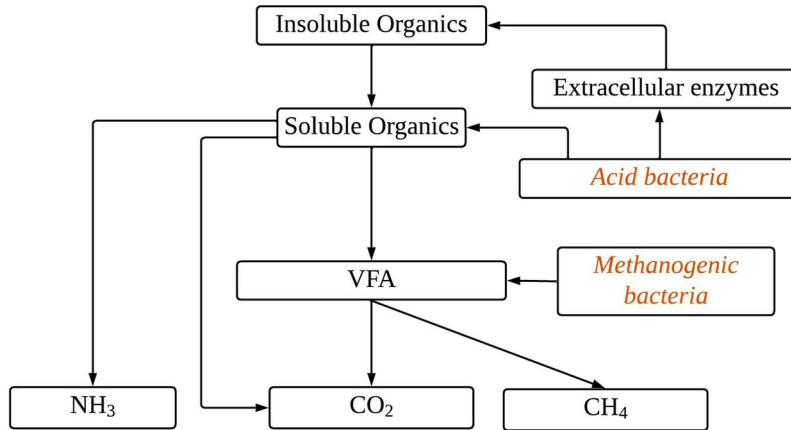 Insoluble Organics
Extracellular enzymes
Soluble Organics
Acid bacteria
VFA
Methanogenic
bacteria
NH₃
CO₂
CH₄